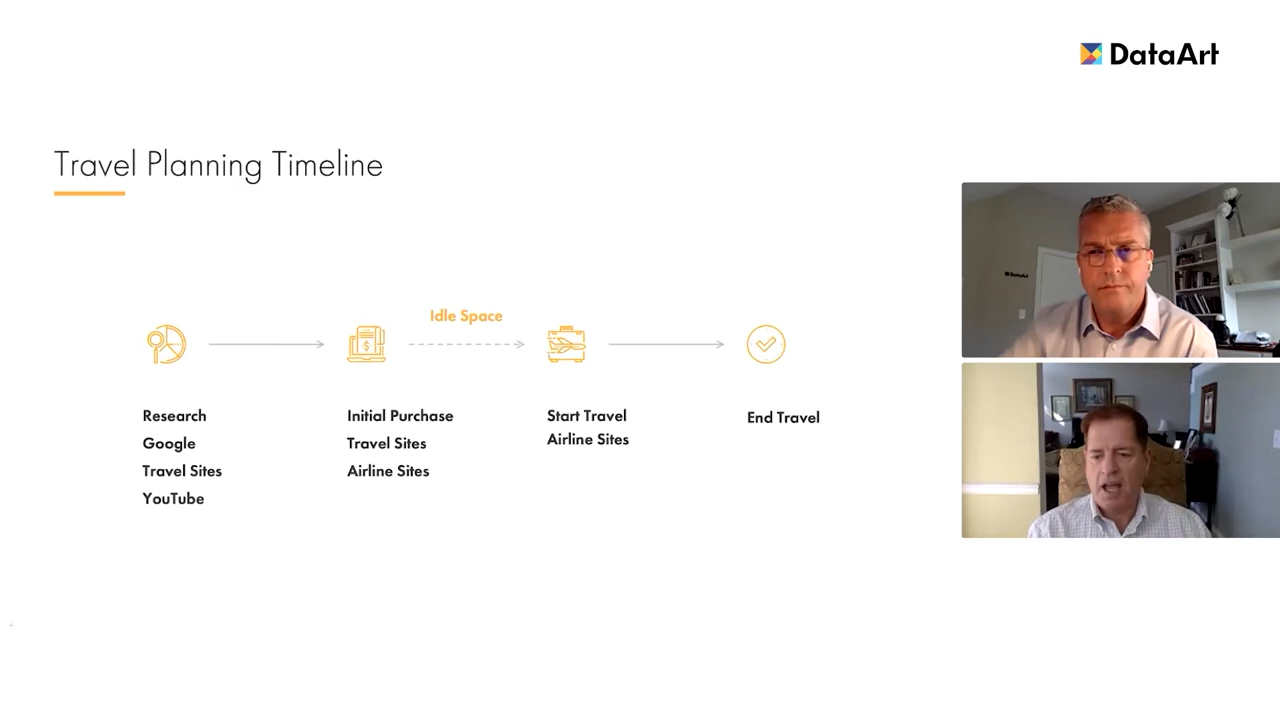 DataArt
Travel Planning Timeline
Idle Space
Research
Google
Travel Sites
YouTube
Initial Purchase
Travel Sites
Airline Sites
Start Travel
Airline Sites
End Travel
DataArt